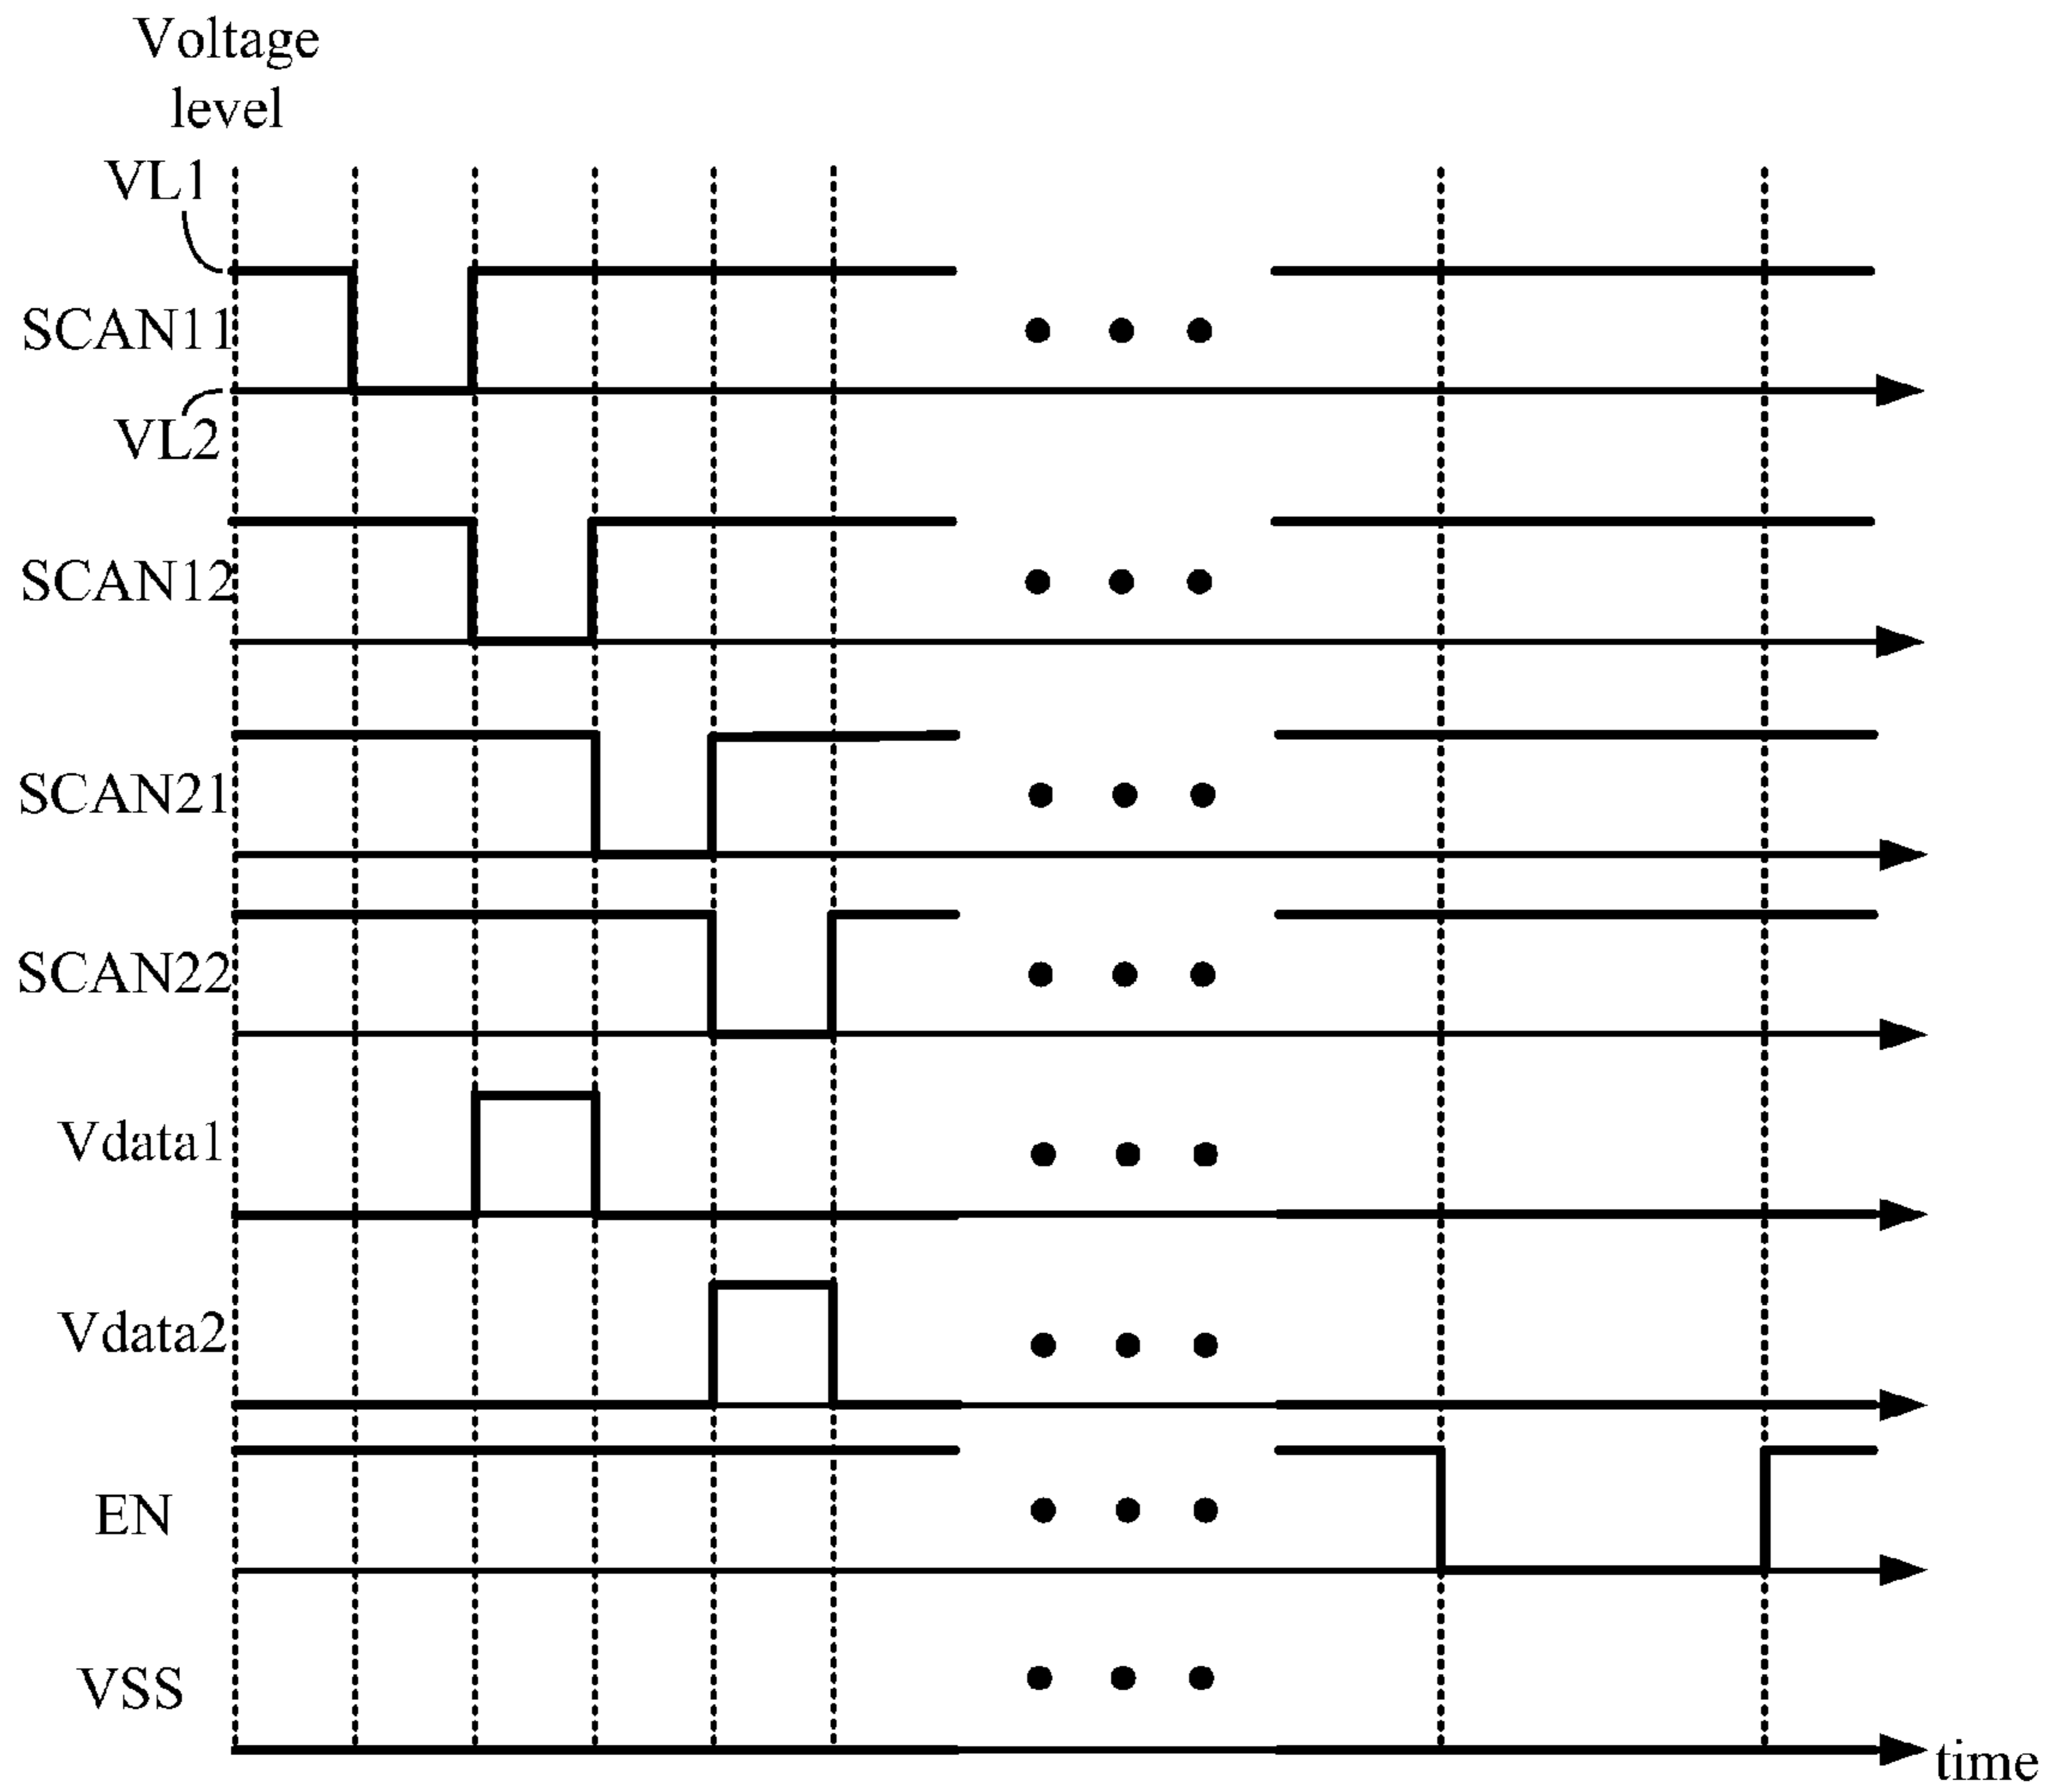 Voltage
level
VL1
SCAN11
VL2
SCAN12
SCAN21
SCAN22
Vdata1
Vdata2
EN
VSS
time